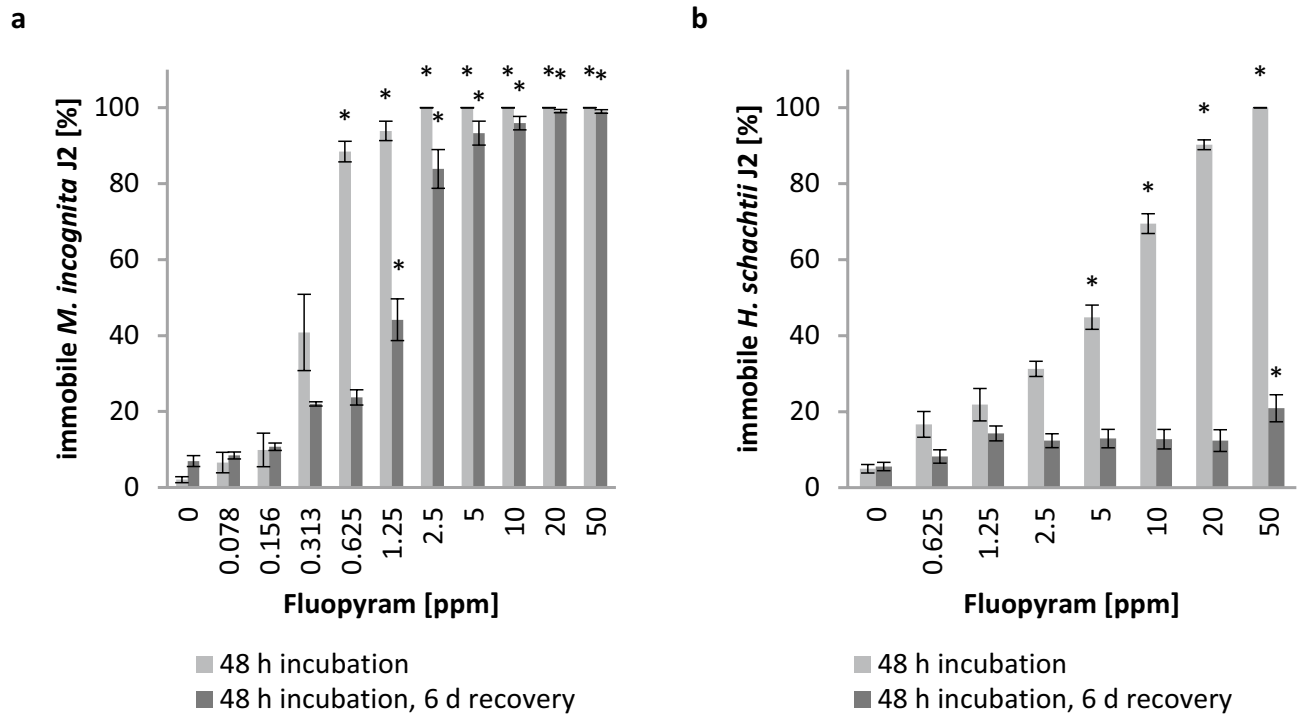 a
immobile M. incognita J2 [%]
100
80
60
40
20
0
* * * * * * * * * * * *
0 0.078 0.156 0.313 0.625 1.25 2.5 5 10 20 50
Fluopyram [ppm]
48 h incubation
48 h incubation, 6 d recovery
b
immobile H. schachtii J2 [%]
100
80
60
40
20
0
* * * * *
0 0.625 1.25 2.5 5 10 20 50
Fluopyram [ppm]
48 h incubation
48 h incubation, 6 d recovery